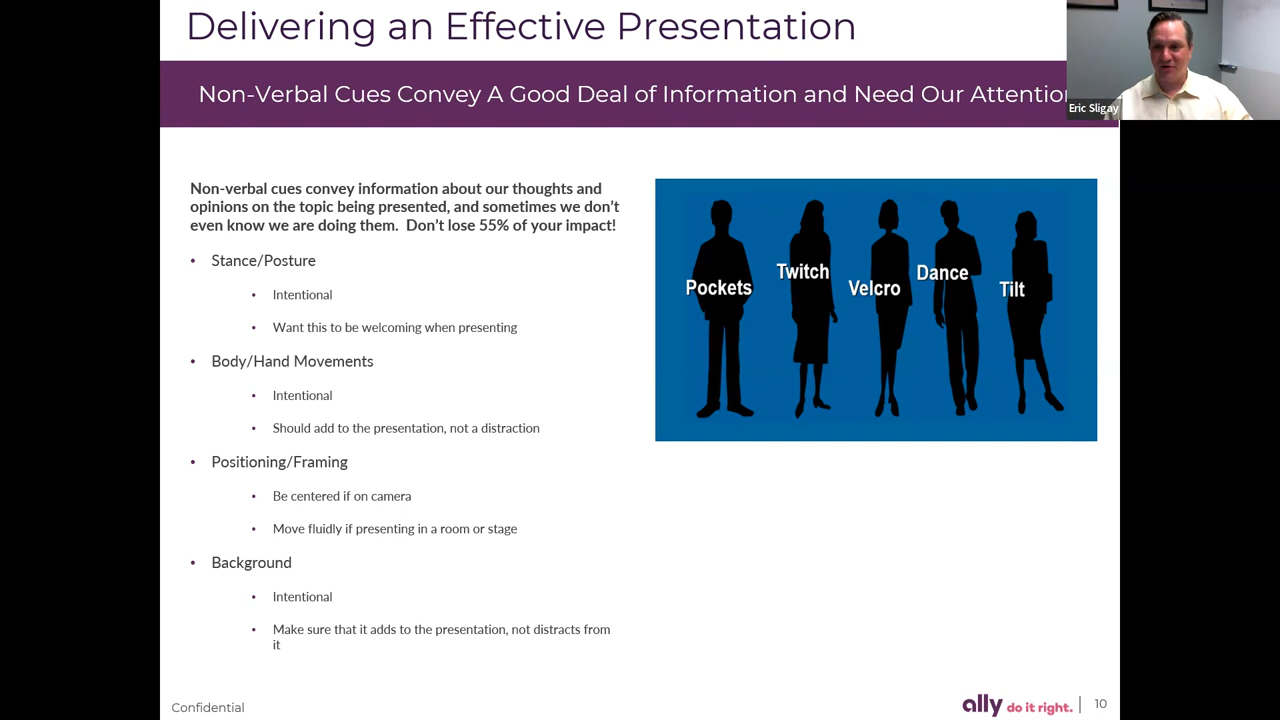 Delivering an Effective Presentation
Non-Verbal Cues Convey A Good Deal of Information and Need Our Attention
Eric Sligay
Non-verbal cues convey information about our thoughts and
opinions on the topic being presented, and sometimes we don't
even know we are doing them.  Don't lose 55% of your impact!
• Stance/Posture
• Intentional
• Want this to be welcoming when presenting
• Body/Hand Movements
• Intentional
• Should add to the presentation, not a distraction
• Positioning/Framing
• Be centered if on camera
• Move fluidly if presenting in a room or stage
• Background
• Intentional
• Make sure that it adds to the presentation, not distracts from
it
Pockets Twitch Velcro Dance Tilt
Confidential
ally do it right. | 10